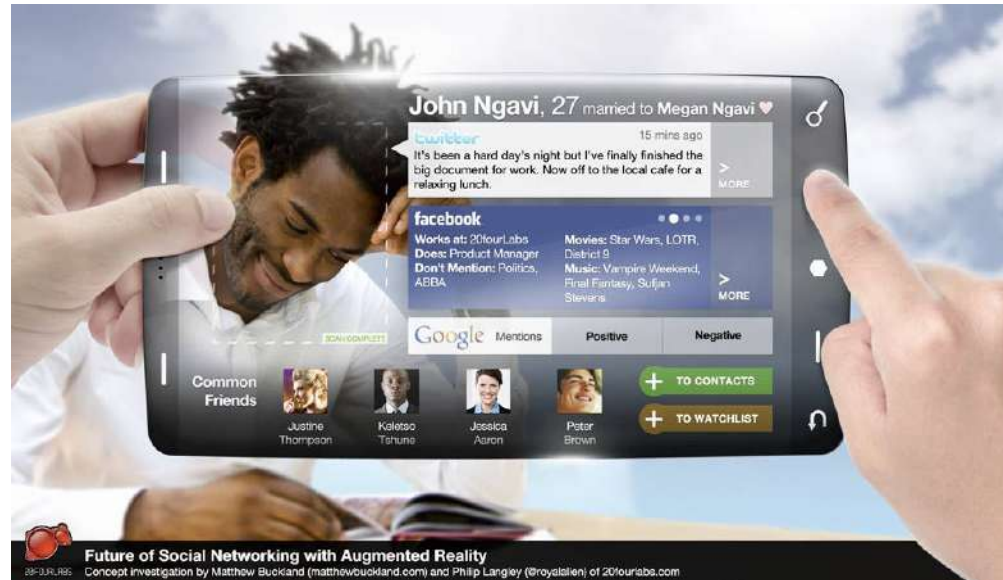 John Ngavi, 27 married to Megan Ngavi
twitter
15 mins ago
It's been a hard day's night but I've finally finished the
big document for work. Now off to the local cafe for a
relaxing lunch.
>
MORE
facebook
Works at: 20fourLabs
Does: Product Manager
Don't Mention: Politics,
ABBA
Movies: Star Wars, LOTR,
District 9
Music: Vampire Weekend,
Final Fantasy, Sufjan
Stevens
>
MORE
SCAN COMPLETE
Google Mentions
Positive
Negative
Common
Friends
Justine
Thompson
Keletso
Tshune
Jessica
Aaron
Peter
Brown
+ TO CONTACTS
+ TO WATCHLIST
20FOURLABS
Future of Social Networking with Augmented Reality
Concept investigation by Matthew Buckland (matthewbuckland.com) and Philip Langley (@royalalien) of 20fourlabs.com